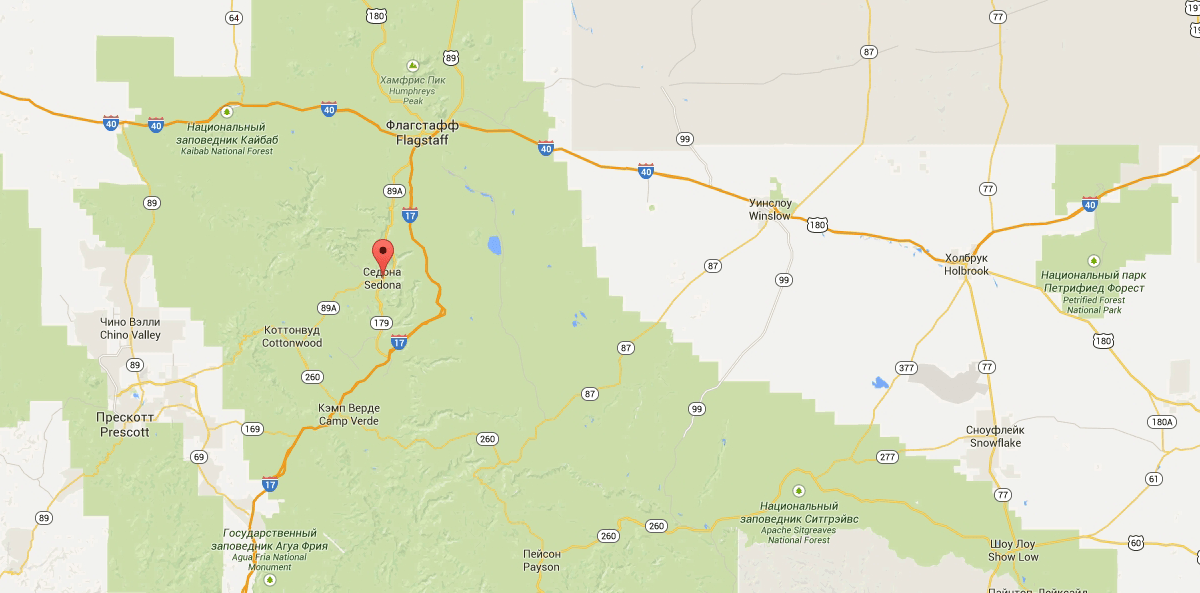 64
180
77
191
191
87
89
Хамфрис Пик
Humphreys
Peak
40
40
40
Национальный
заповедник Кайбаб
Kaibab National Forest
Флагстафф
Flagstaff
99
40
40
89A
77
89
40
17
Уинслоу
Winslow
180
Седона
Sedona
87
99
Холбрук
Holbrook
Национальный парк
Петрифиед Форест
Petrified Forest
National Park
89A
179
Чино Вэлли
Chino Valley
Коттонвуд
Cottonwood
17
87
180
89
260
377
77
87
Прескотт
Prescott
Кэмп Верде
Camp Verde
99
180A
169
260
Сноуфлейк
Snowflake
69
277
17
61
77
Национальный
заповедник Ситгрэйвс
Apache Sitgreaves
National Forest
89
Государственный
заповедник Агуа Фрия
Agua Fria National
Monument
260
260
60
Пейсон
Payson
Шоу Лоу
Show Low
Пайнтоп-Лейксайд